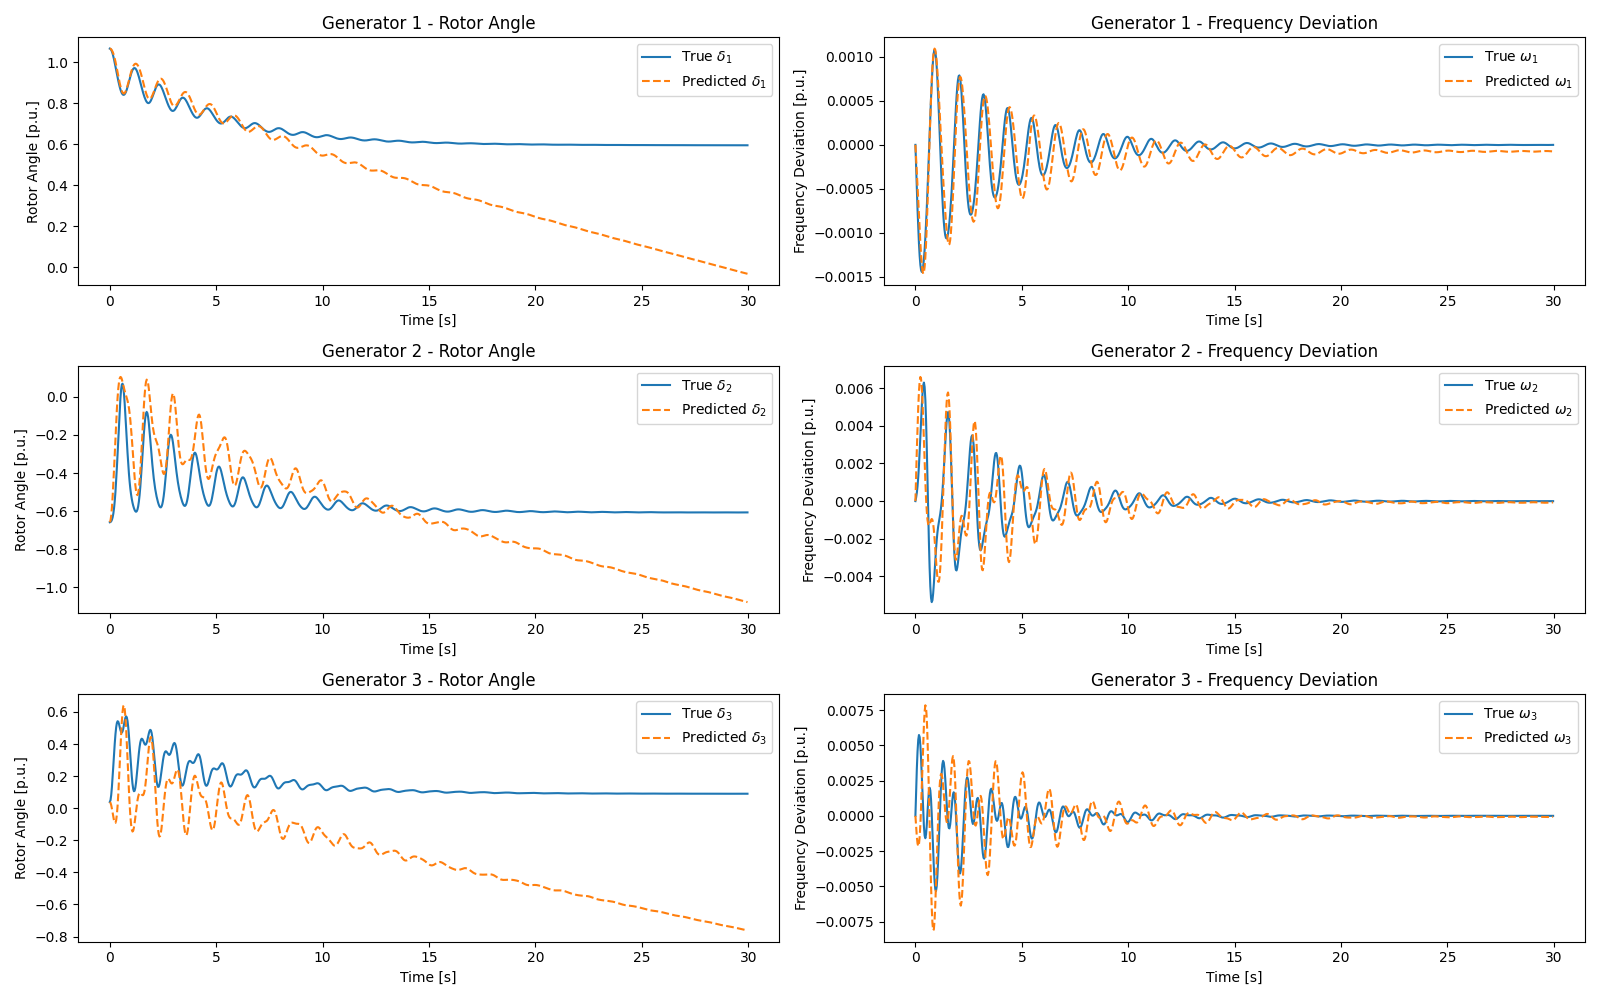 Generator 1 - Rotor Angle
Rotor Angle [p.u.]
1.0
0.8
0.6
0.4
0.2
0.0
True δ1
Predicted δ1
0 5 10 15 20 25 30
Time [s]
Generator 1 - Frequency Deviation
Frequency Deviation [p.u.]
0.0010
0.0005
0.0000
−0.0005
−0.0010
−0.0015
True ω1
Predicted ω1
0 5 10 15 20 25 30
Time [s]
Generator 2 - Rotor Angle
Rotor Angle [p.u.]
0.0
−0.2
−0.4
−0.6
−0.8
−1.0
True δ2
Predicted δ2
0 5 10 15 20 25 30
Time [s]
Generator 2 - Frequency Deviation
Frequency Deviation [p.u.]
0.006
0.004
0.002
0.000
−0.002
−0.004
True ω2
Predicted ω2
0 5 10 15 20 25 30
Time [s]
Generator 3 - Rotor Angle
Rotor Angle [p.u.]
0.6
0.4
0.2
0.0
−0.2
−0.4
−0.6
−0.8
True δ3
Predicted δ3
0 5 10 15 20 25 30
Time [s]
Generator 3 - Frequency Deviation
Frequency Deviation [p.u.]
0.0075
0.0050
0.0025
0.0000
−0.0025
−0.0050
−0.0075
True ω3
Predicted ω3
0 5 10 15 20 25 30
Time [s]